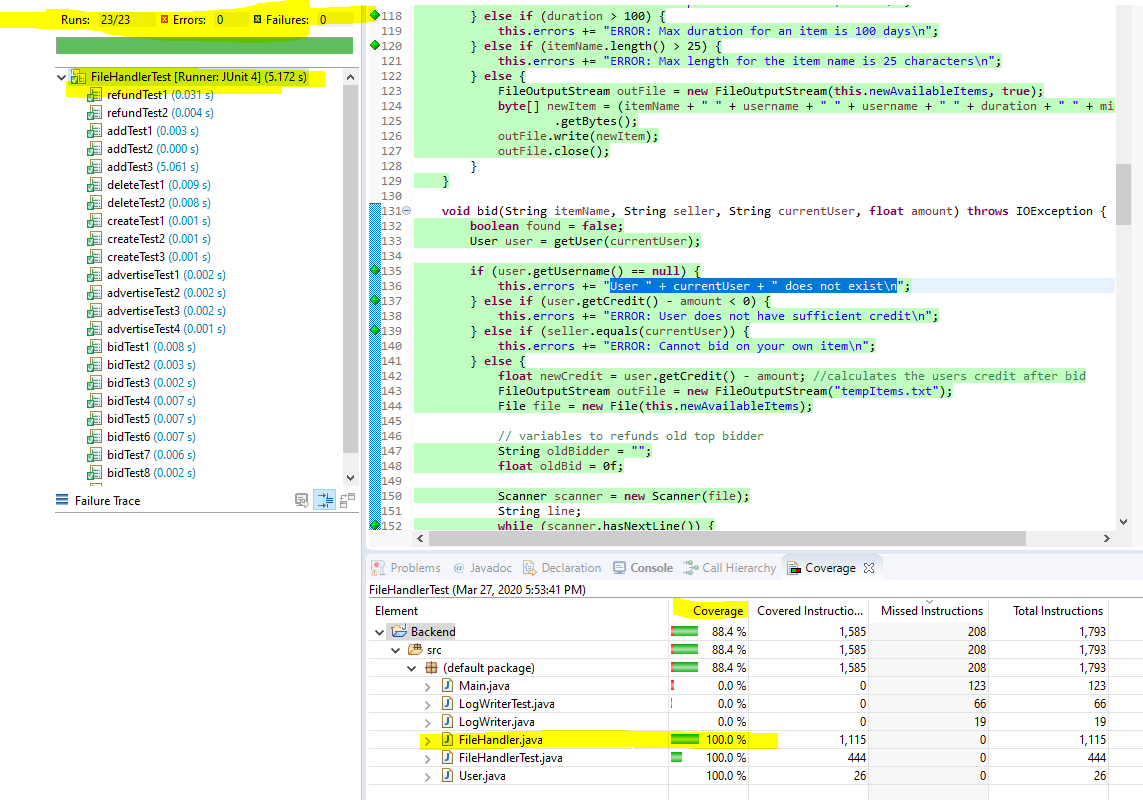 Runs: 23/23 Errors: 0 Failures: 0
FileHandlerTest [Runner: JUnit 4] (5.172 s)
refundTest1 (0.031 s)
refundTest2 (0.004 s)
addTest1 (0.003 s)
addTest2 (0.000 s)
addTest3 (5.061 s)
deleteTest1 (0.009 s)
deleteTest2 (0.008 s)
createTest1 (0.001 s)
createTest2 (0.001 s)
createTest3 (0.001 s)
advertiseTest1 (0.002 s)
advertiseTest2 (0.002 s)
advertiseTest3 (0.002 s)
advertiseTest4 (0.001 s)
bidTest1 (0.008 s)
bidTest2 (0.003 s)
bidTest3 (0.002 s)
bidTest4 (0.007 s)
bidTest5 (0.007 s)
bidTest6 (0.007 s)
bidTest7 (0.006 s)
bidTest8 (0.002 s)
Failure Trace
118 } else if (duration > 100) {
119 this.errors += "ERROR: Max duration for an item is 100 days\n";
120 } else if (itemName.length() > 25) {
121 this.errors += "ERROR: Max length for the item name is 25 characters\n";
122 } else {
123 FileOutputStream outFile = new FileOutputStream(this.newAvailableItems, true);
124 byte[] newItem = (itemName + " " + username + " " + username + " " + duration + " " + mi
125 .getBytes();
126 outFile.write(newItem);
127 outFile.close();
128 }
129 }
130
131 void bid(String itemName, String seller, String currentUser, float amount) throws IOException {
132 boolean found = false;
133 User user = getUser(currentUser);
135 if (user.getUsername() == null) {
136 this.errors += "User " + currentUser + " does not exist\n";
137 } else if (user.getCredit() - amount < 0) {
138 this.errors += "ERROR: User does not have sufficient credit\n";
139 } else if (seller.equals(currentUser)) {
140 this.errors += "ERROR: Cannot bid on your own item\n";
141 } else {
142 float newCredit = user.getCredit() - amount; //calculates the users credit after bid
143 FileOutputStream outFile = new FileOutputStream("tempItems.txt");
144 File file = new File(this.newAvailableItems);
145
146 // variables to refunds old top bidder
147 String oldBidder = "";
148 float oldBid = 0f;
149
150 Scanner scanner = new Scanner(file);
151 String line;
152 while (scanner.hasNextLine()) {
Problems @ Javadoc Declaration Console Call Hierarchy Coverage
FileHandlerTest (Mar 27, 2020 5:53:41 PM)
Element Coverage Covered Instructio... Missed Instructions Total Instructions
Backend 88.4 % 1,585 208 1,793
src 88.4 % 1,585 208 1,793
(default package) 88.4 % 1,585 208 1,793
Main.java 0.0 % 0 123 123
LogWriterTest.java 0.0 % 0 66 66
LogWriter.java 0.0 % 0 19 19
FileHandler.java 100.0 % 1,115 0 1,115
FileHandlerTest.java 100.0 % 444 0 444
User.java 100.0 % 26 0 26